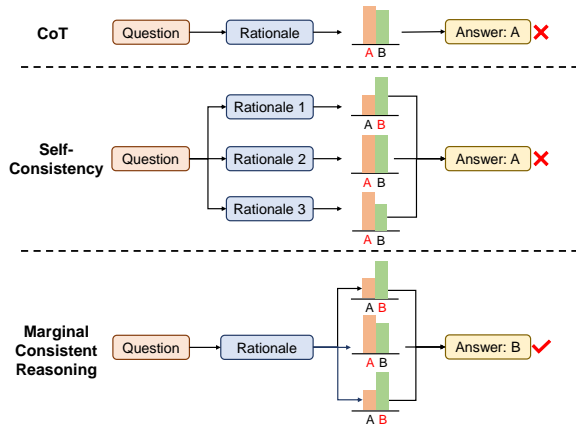 CoT
Question
Rationale
A B
Answer: A
Self-
Consistency
Question
Rationale 1
A B
Rationale 2
A B
Rationale 3
A B
Answer: A
Marginal
Consistent
Reasoning
Question
Rationale
A B
A B
A B
Answer: B